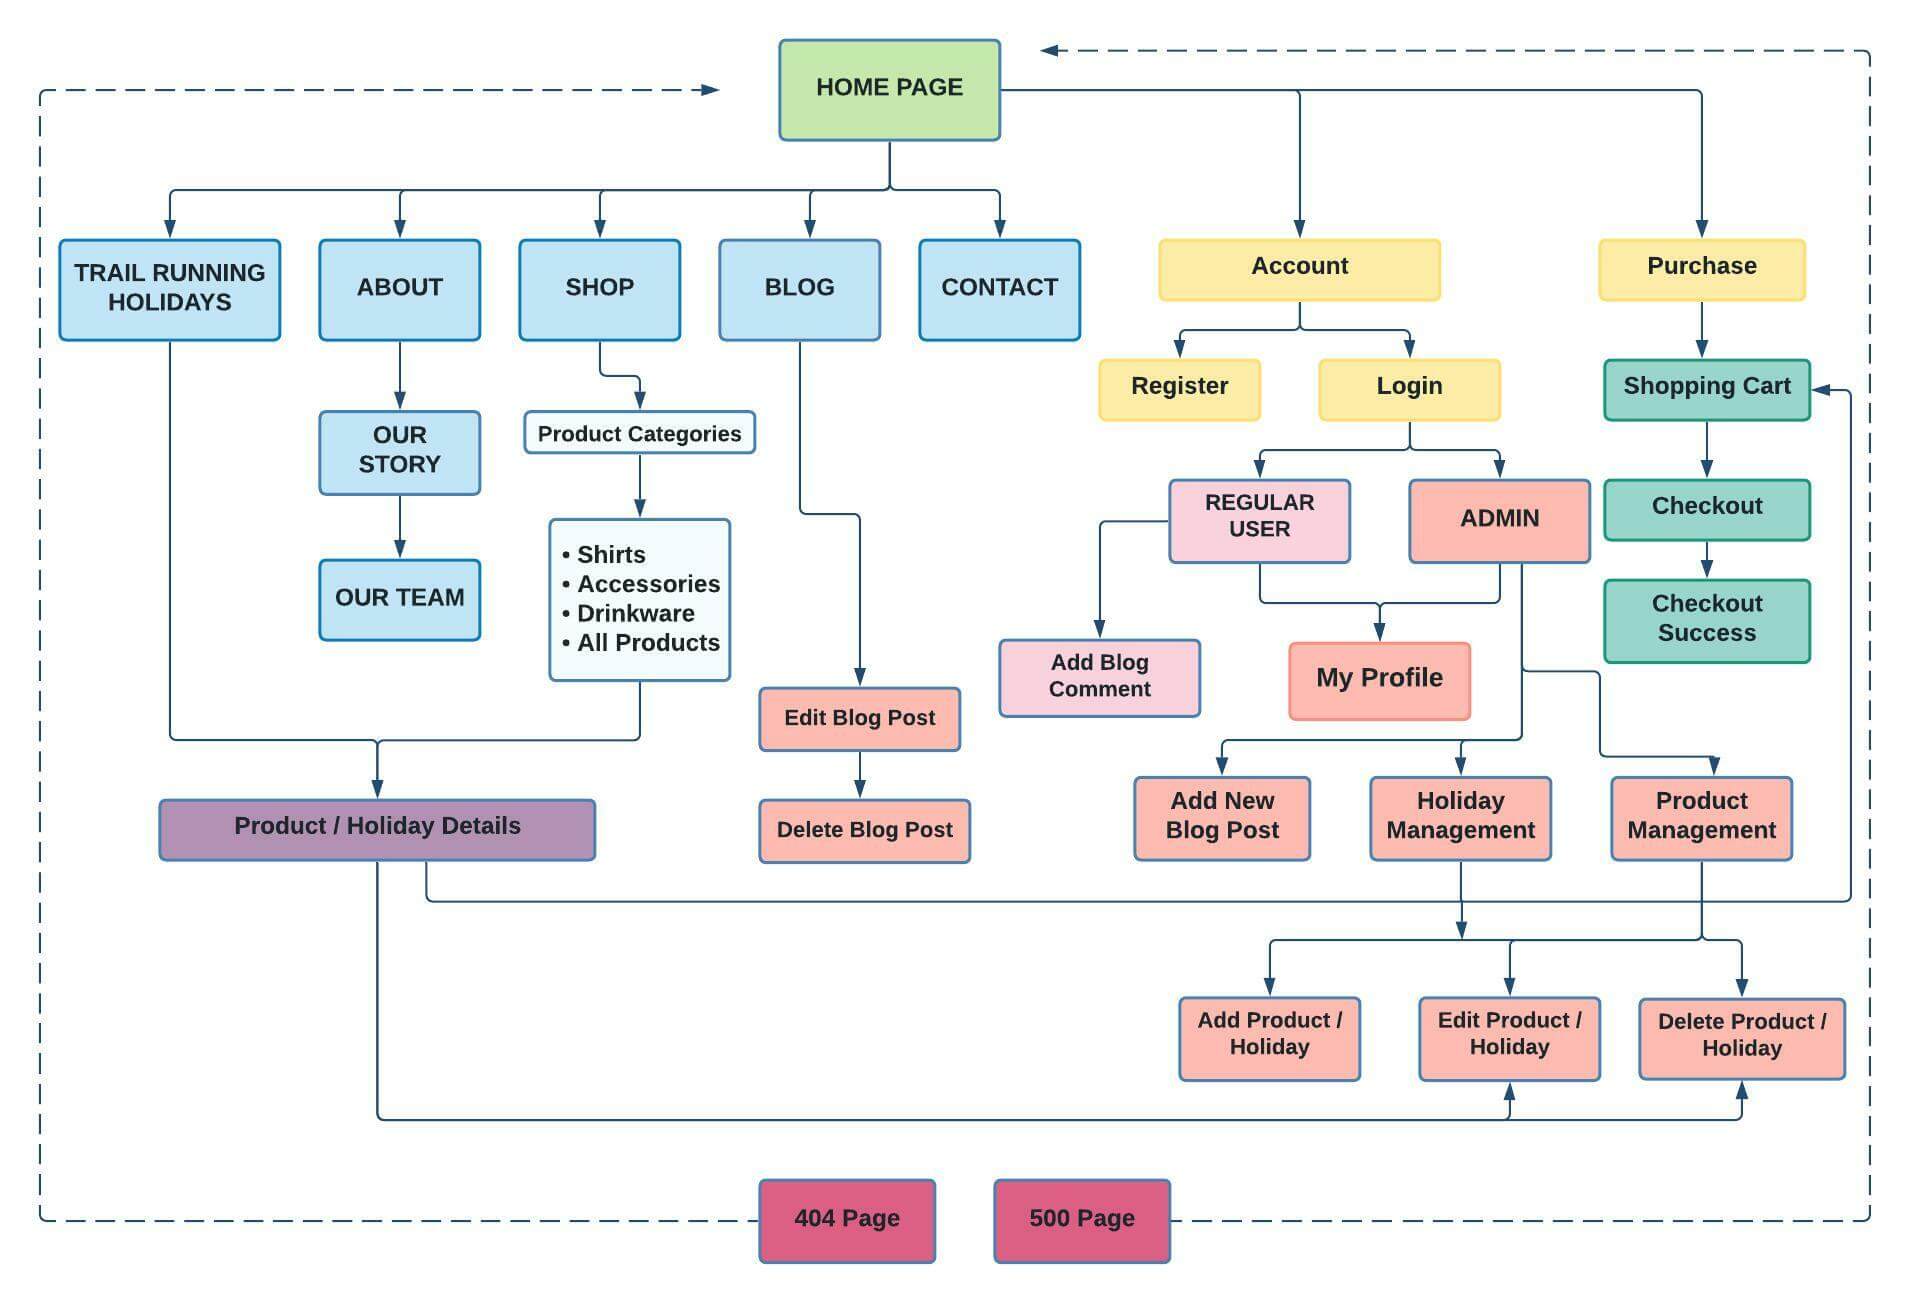 HOME PAGE
TRAIL RUNNING
HOLIDAYS
ABOUT
SHOP
BLOG
CONTACT
Account
Purchase
Register
Login
Shopping Cart
OUR
STORY
Product Categories
REGULAR
USER
ADMIN
Checkout
OUR TEAM
• Shirts
• Accessories
• Drinkware
• All Products
Checkout
Success
Add Blog
Comment
My Profile
Edit Blog Post
Product / Holiday Details
Delete Blog Post
Add New
Blog Post
Holiday
Management
Product
Management
Add Product /
Holiday
Edit Product /
Holiday
Delete Product /
Holiday
404 Page
500 Page